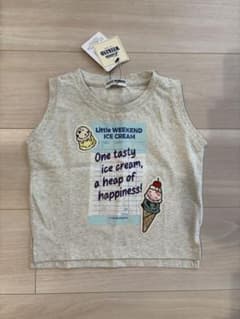 Little WEEKEND
ICE CREAM
One tasty
ice cream,
a heap of
happiness!